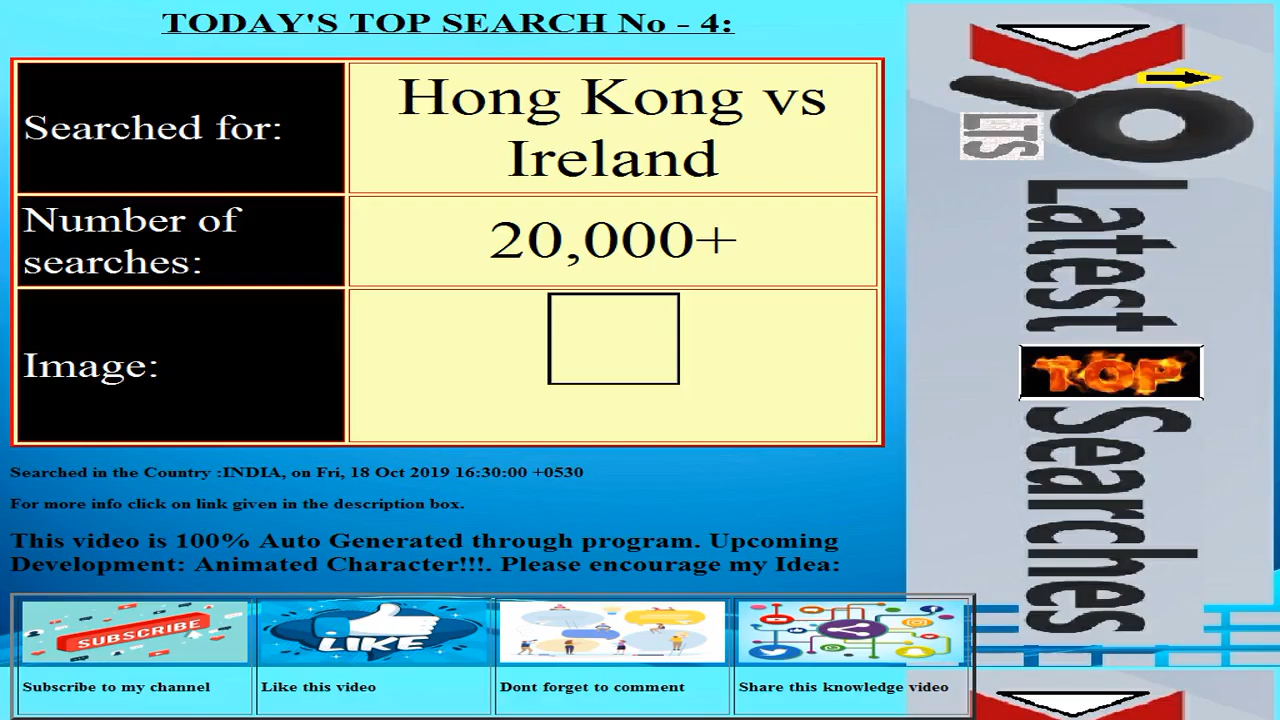 TODAY'S TOP SEARCH No - 4:
Searched for:
Hong Kong vs
Ireland
Number of
searches:
20,000+
Image:
Searched in the Country :INDIA, on Fri, 18 Oct 2019 16:30:00 +0530
For more info click on link given in the description box.
This video is 100% Auto Generated through program. Upcoming
Development: Animated Character!!!. Please encourage my Idea:
SUBSCRIBE
LIKE
Subscribe to my channel
Like this video
Dont forget to comment
Share this knowledge video
LTS
Latest
TOP
Searches